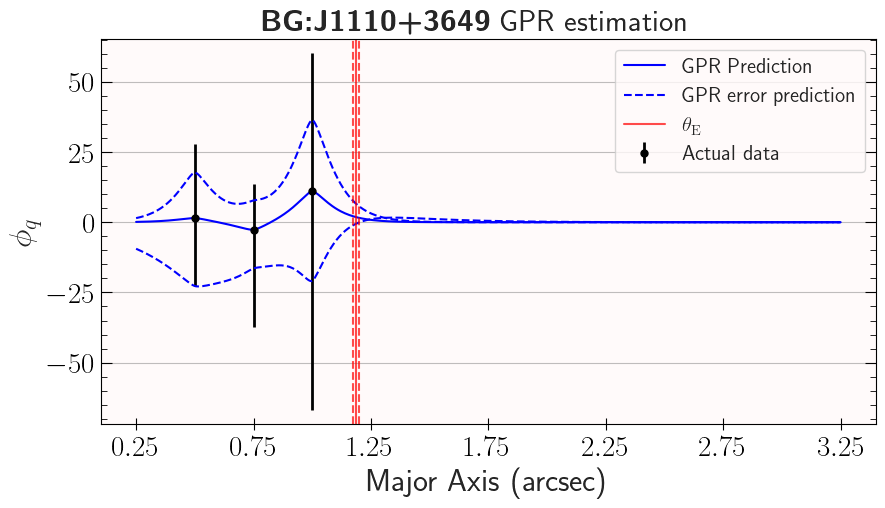 BG:J1110+3649 GPR estimation
GPR Prediction
GPR error prediction
θE
Actual data
50
25
0
−25
−50
ϕq
0.25 0.75 1.25 1.75 2.25 2.75 3.25
Major Axis (arcsec)